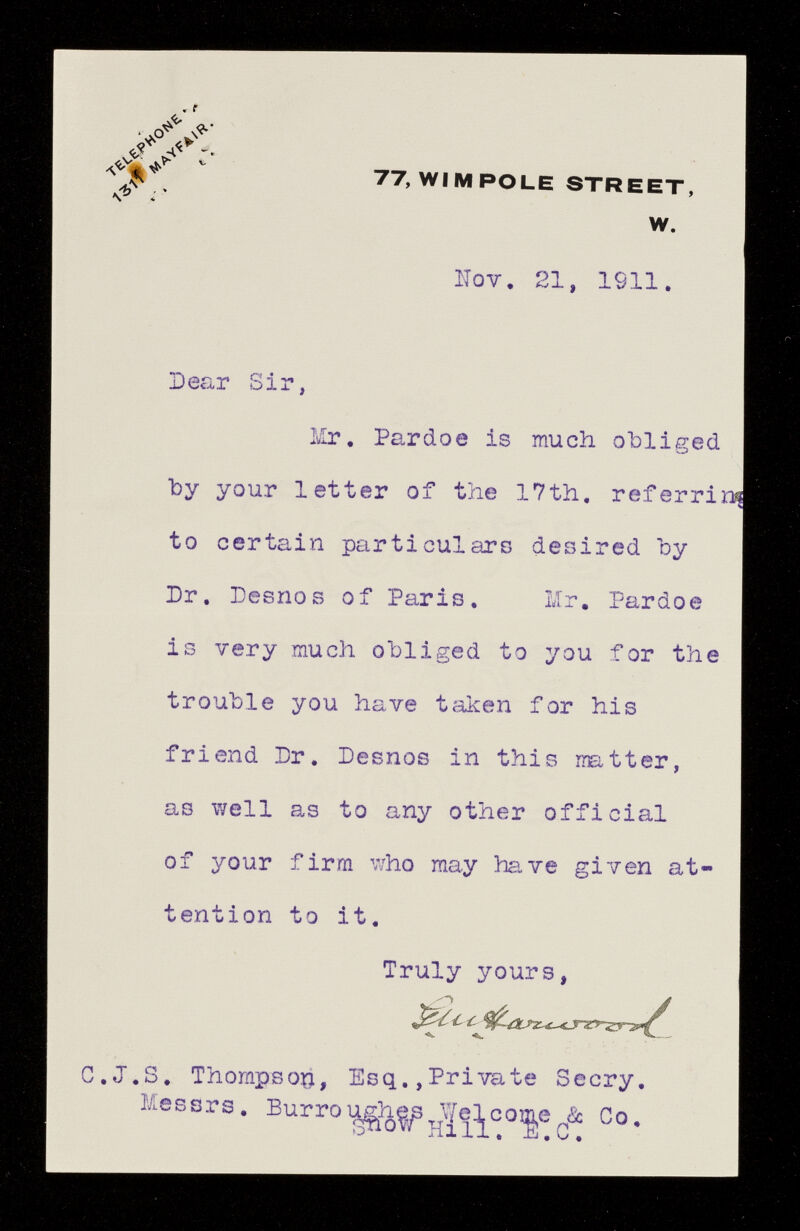 TELEPHONE
1311 MAYFAIR.
77, WIMPOLE STREET,
W.
Nov. 21, 1911.
Dear Sir,
Mr. Pardoe is much obliged
by your letter of the 17th. referring
to certain particulars desired by
Dr. Desnos of Paris. Mr. Pardoe
is very much obliged to you for the
trouble you have taken for his
friend Dr. Desnos in this matter,
as well as to any other official
of your firm who may have given at-
tention to it.
Truly yours,
Harwood
C.J.S. Thompson, Esq.,Private Secry.
Messrs. Burroughes Welcome & Co.
Snow Hill. E.C.